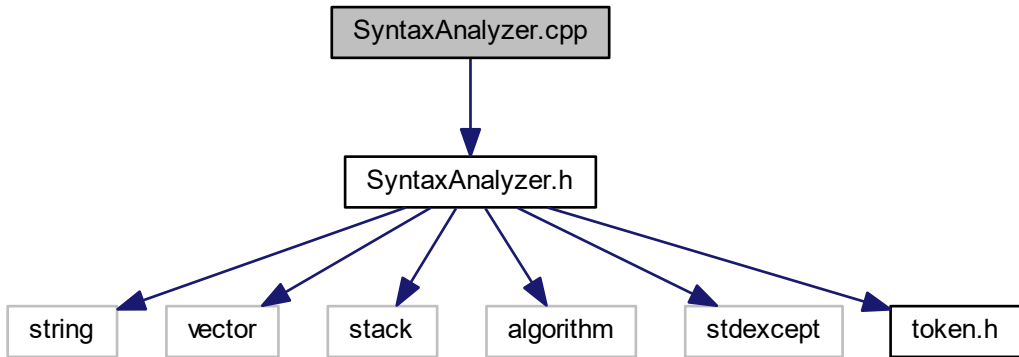 SyntaxAnalyzer.cpp
SyntaxAnalyzer.h
string
vector
stack
algorithm
stdexcept
token.h